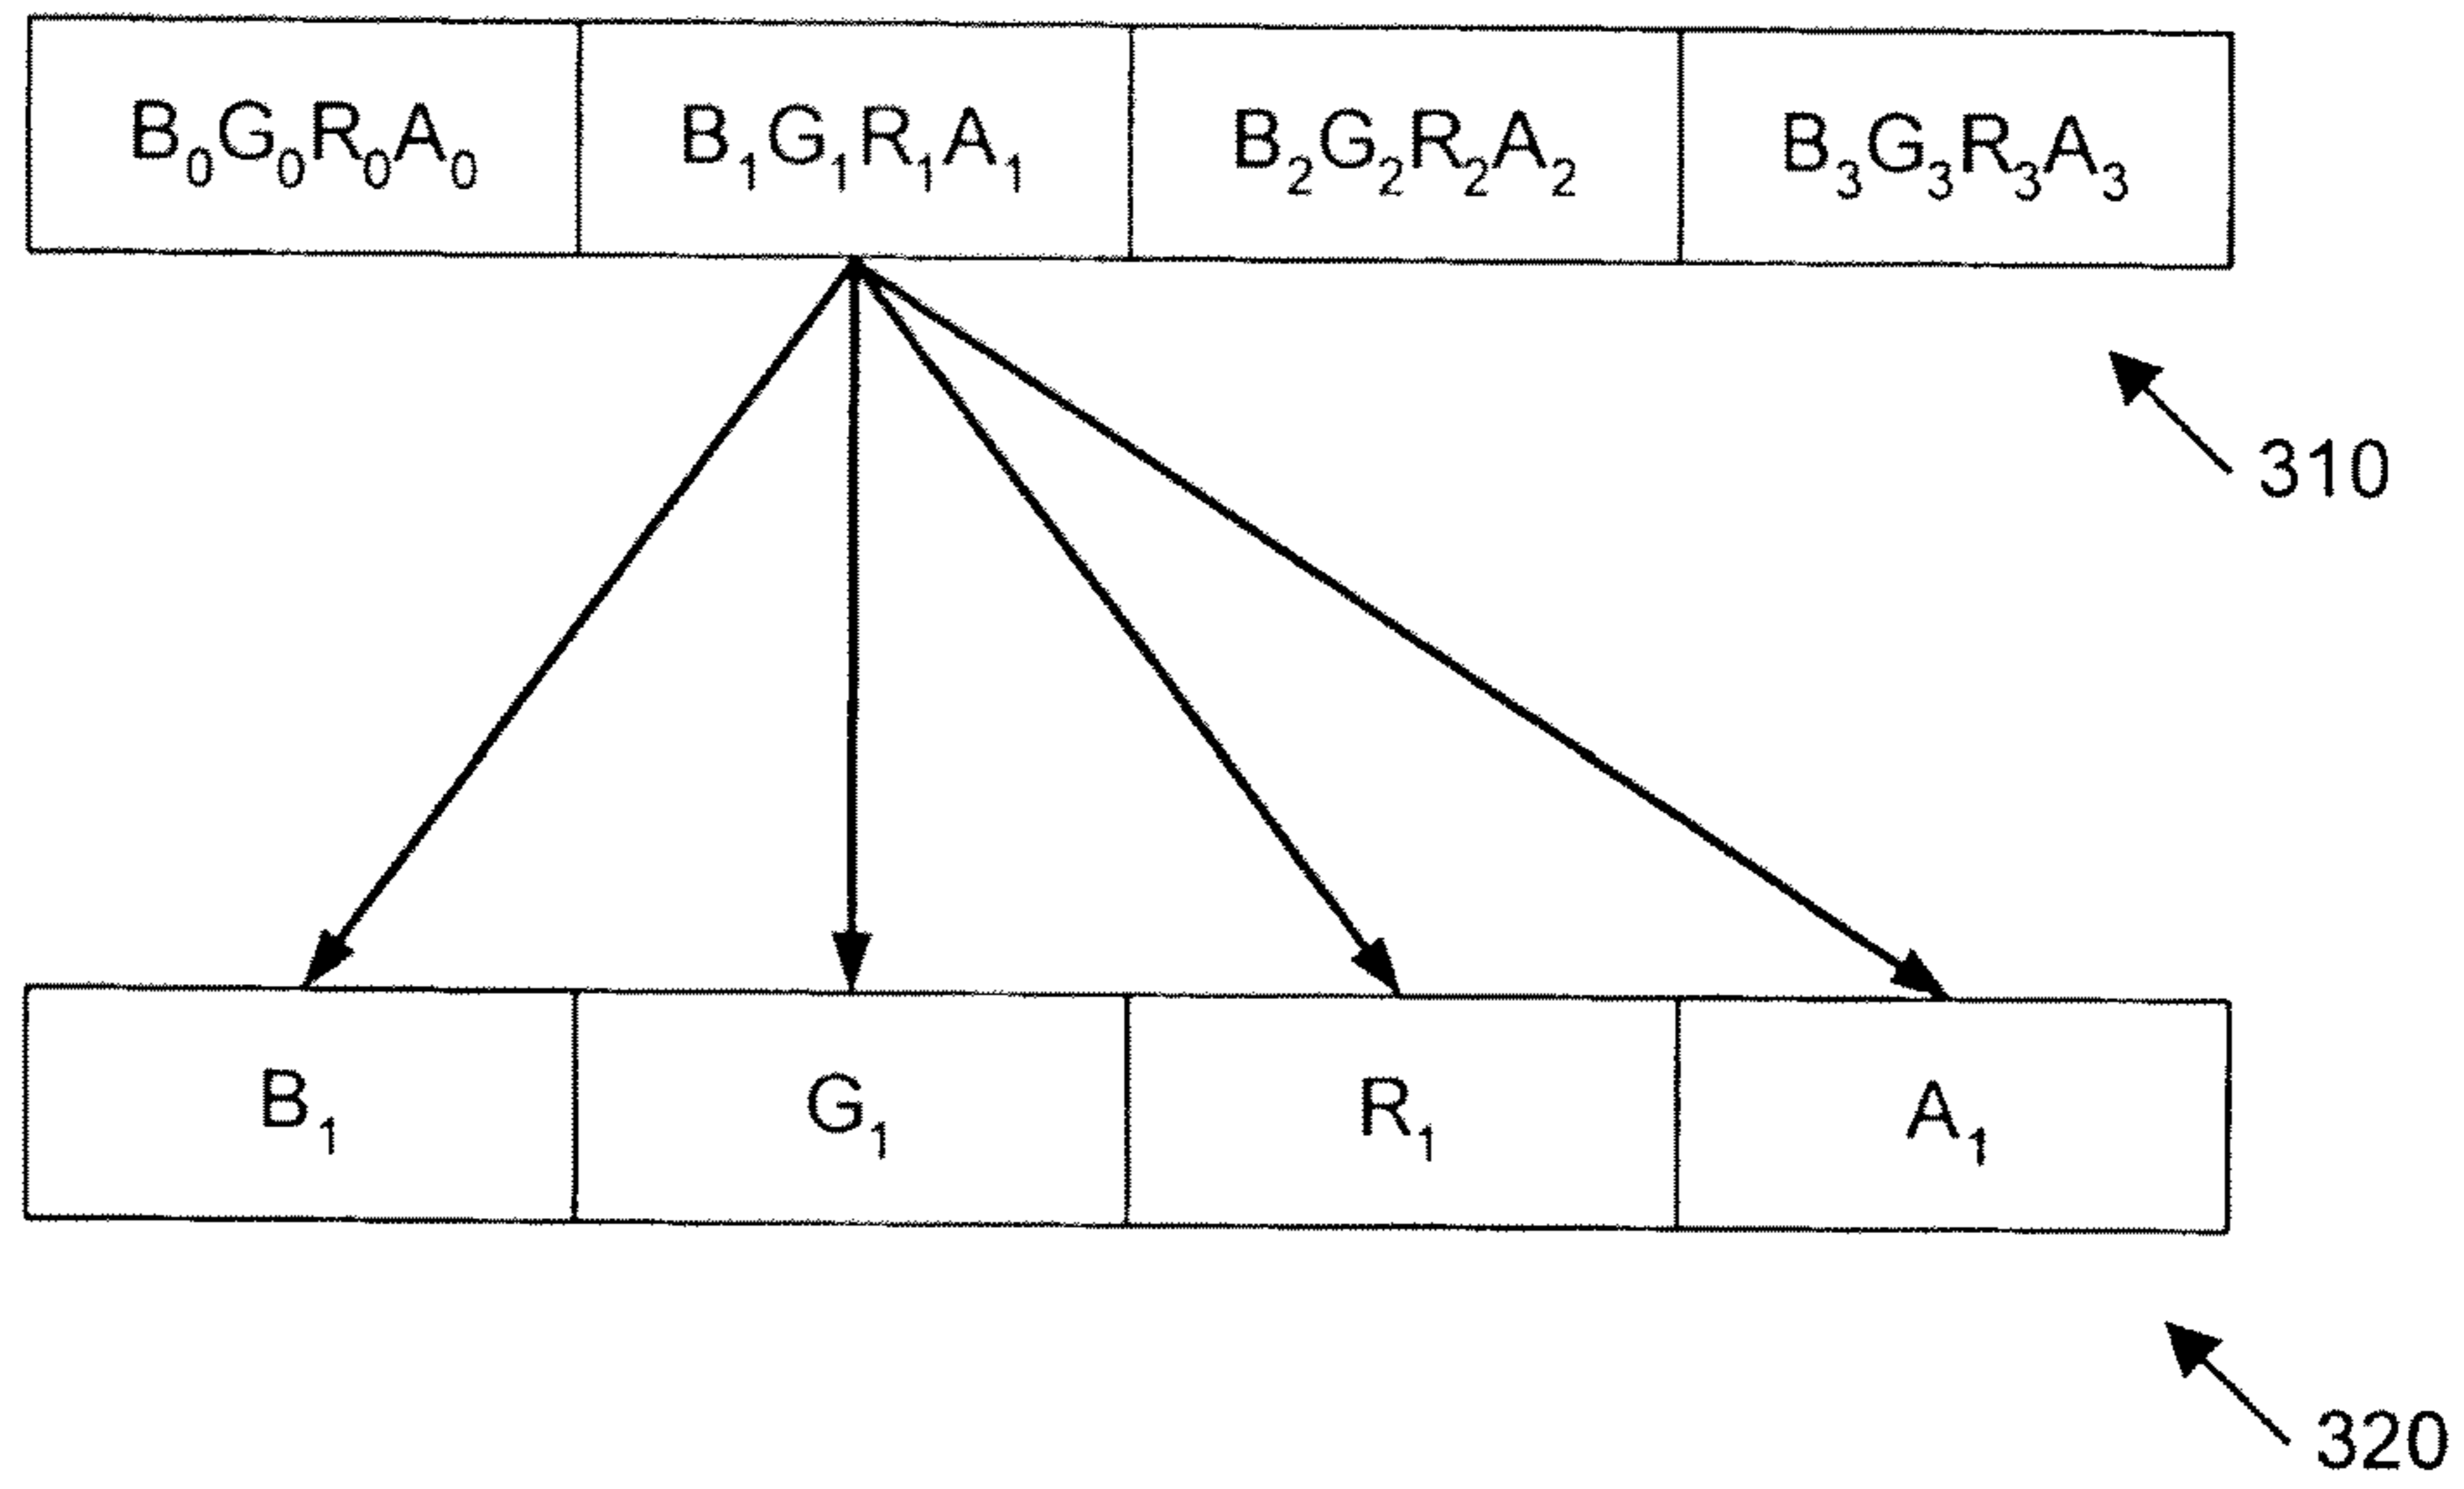 B₀G₀R₀A₀ B₁G₁R₁A₁ B₂G₂R₂A₂ B₃G₃R₃A₃
310
B₁ G₁ R₁ A₁
320